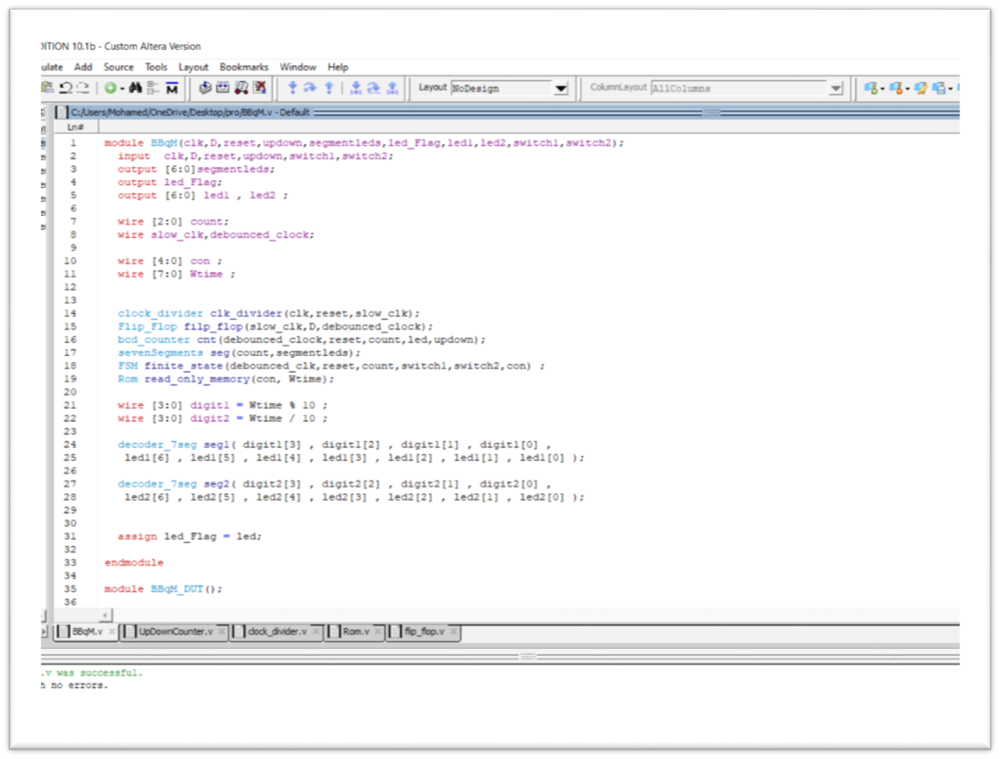 DITION 10.1b - Custom Altera Version
ulate Add Source Tools Layout Bookmarks Window Help
Layout NoDesign ColumnLayout AllColumns
C:/Users/Mohamed/OneDrive/Desktop/pro/BBqM.v - Default
Ln#
1 module BBqM(clk,D,reset,updown,segmentleds,led_Flag,led1,led2,switch1,switch2);
2 input clk,D,reset,updown,switch1,switch2;
3 output [6:0]segmentleds;
4 output led_Flag;
5 output [6:0] led1 , led2 ;
6
7 wire [2:0] count;
8 wire slow_clk,debounced_clock;
9
10 wire [4:0] con ;
11 wire [7:0] Wtime ;
12
13
14 clock_divider clk_divider(clk,reset,slow_clk);
15 Flip_Flop filp_flop(slow_clk,D,debounced_clock);
16 bcd_counter cnt(debounced_clock,reset,count,led,updown);
17 sevenSegments seg(count,segmentleds);
18 FSM finite_state(debounced_clk,reset,count,switch1,switch2,con) ;
19 Rom read_only_memory(con, Wtime);
20
21 wire [3:0] digit1 = Wtime % 10 ;
22 wire [3:0] digit2 = Wtime / 10 ;
23
24 decoder_7seg seg1( digit1[3] , digit1[2] , digit1[1] , digit1[0] ,
25 led1[6] , led1[5] , led1[4] , led1[3] , led1[2] , led1[1] , led1[0] );
26
27 decoder_7seg seg2( digit2[3] , digit2[2] , digit2[1] , digit2[0] ,
28 led2[6] , led2[5] , led2[4] , led2[3] , led2[2] , led2[1] , led2[0] );
29
30
31 assign led_Flag = led;
32
33 endmodule
34
35 module BBqM_DUT();
36
BBqM.v UpDownCounter.v clock_divider.v Rom.v flip_flop.v
.v was successful.
h no errors.